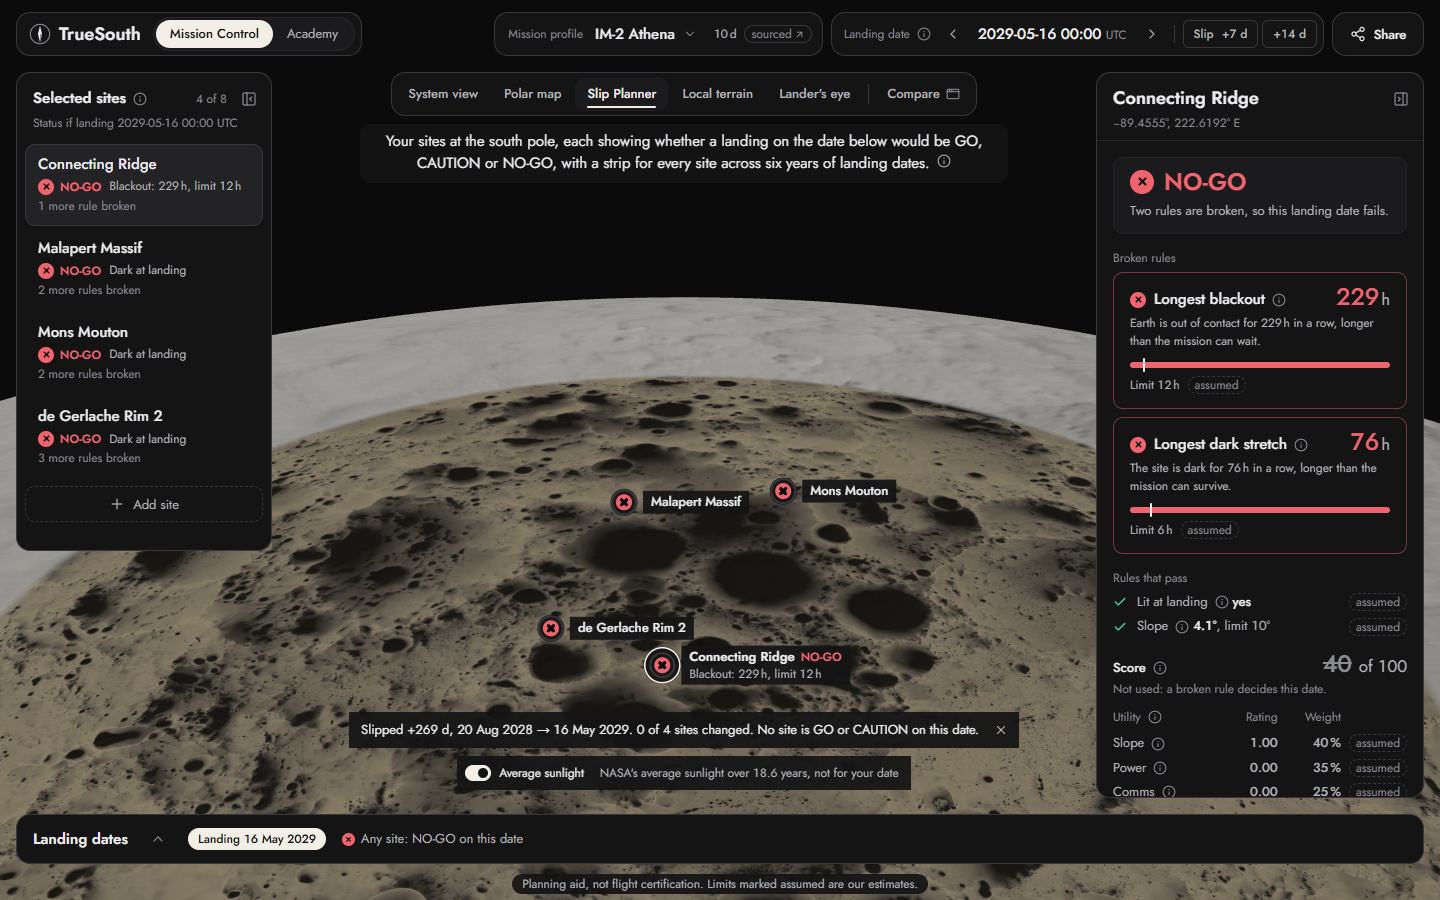 TrueSouth
Mission Control
Academy
Mission profile IM-2 Athena 10 d sourced ↗
Landing date 2029-05-16 00:00 UTC
Slip +7 d +14 d
Share
Selected sites 4 of 8
Status if landing 2029-05-16 00:00 UTC
Connecting Ridge
NO-GO Blackout: 229 h, limit 12 h
1 more rule broken
Malapert Massif
NO-GO Dark at landing
2 more rules broken
Mons Mouton
NO-GO Dark at landing
2 more rules broken
de Gerlache Rim 2
NO-GO Dark at landing
3 more rules broken
+ Add site
System view Polar map Slip Planner Local terrain Lander's eye Compare
Your sites at the south pole, each showing whether a landing on the date below would be GO,
CAUTION or NO-GO, with a strip for every site across six years of landing dates.
Malapert Massif
Mons Mouton
de Gerlache Rim 2
Connecting Ridge NO-GO
Blackout: 229 h, limit 12 h
Slipped +269 d, 20 Aug 2028 → 16 May 2029. 0 of 4 sites changed. No site is GO or CAUTION on this date.
Average sunlight NASA's average sunlight over 18.6 years, not for your date
Connecting Ridge
−89.4555°, 222.6192° E
NO-GO
Two rules are broken, so this landing date fails.
Broken rules
Longest blackout 229 h
Earth is out of contact for 229 h in a row, longer
than the mission can wait.
Limit 12 h assumed
Longest dark stretch 76 h
The site is dark for 76 h in a row, longer than the
mission can survive.
Limit 6 h assumed
Rules that pass
Lit at landing yes assumed
Slope 4.1°, limit 10° assumed
Score 40 of 100
Not used: a broken rule decides this date.
Utility Rating Weight
Slope 1.00 40 % assumed
Power 0.00 35 % assumed
Comms 0.00 25 % assumed
Landing dates Landing 16 May 2029 Any site: NO-GO on this date
Planning aid, not flight certification. Limits marked assumed are our estimates.